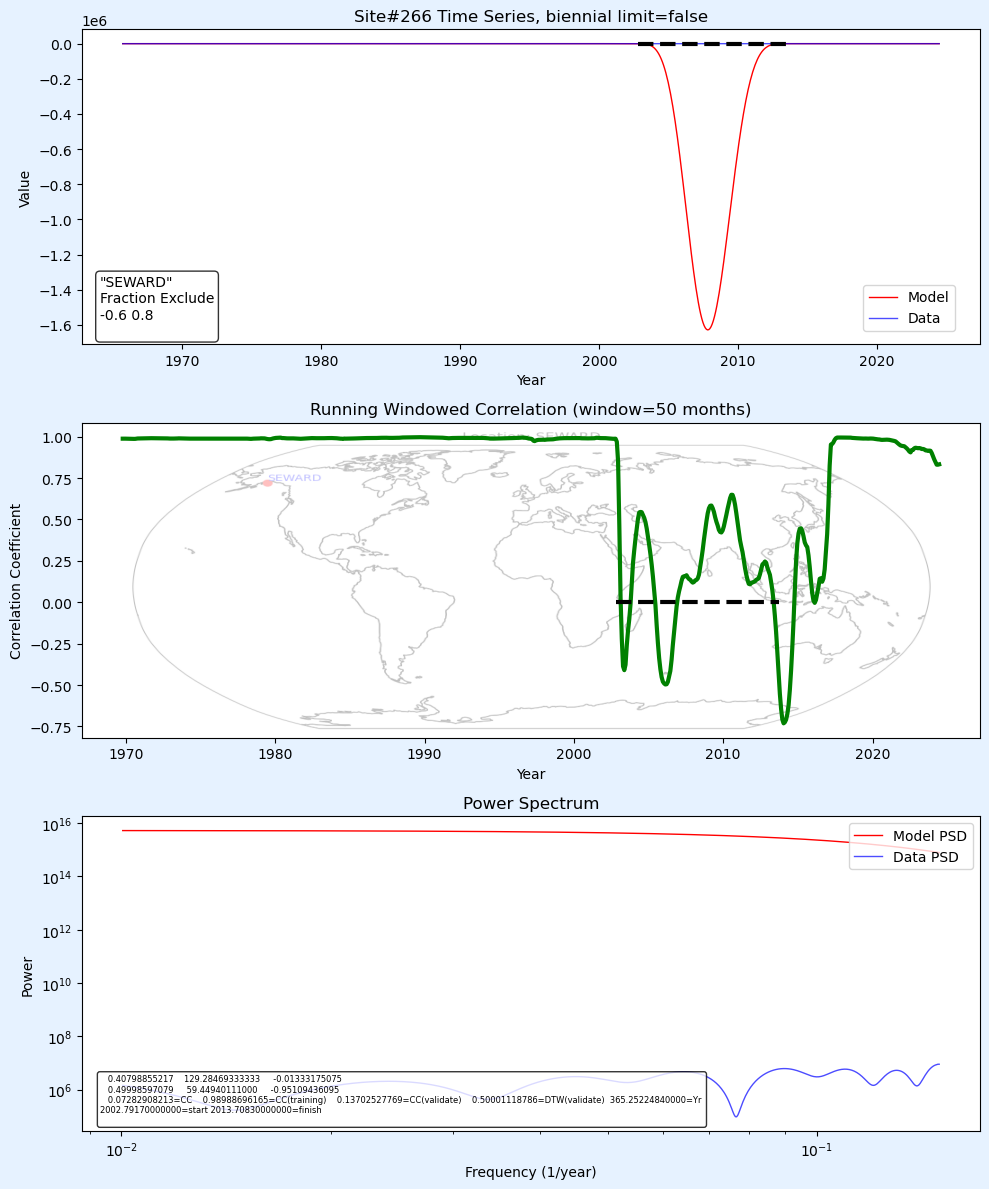 Site#266 Time Series, biennial limit=false
1e6
0.0
−0.2
−0.4
−0.6
−0.8
−1.0
−1.2
−1.4
−1.6
Value
"SEWARD"
Fraction Exclude
-0.6 0.8
Model
Data
1970
1980
1990
2000
2010
2020
Year
Running Windowed Correlation (window=50 months)
Location: SEWARD
1.00
0.75
0.50
0.25
0.00
−0.25
−0.50
−0.75
Correlation Coefficient
SEWARD
1970
1980
1990
2000
2010
2020
Year
Power Spectrum
10^16
10^14
10^12
10^10
10^8
10^6
Power
Model PSD
Data PSD
0.40798855217 129.28469333333 -0.01333175075
0.49998597079 59.44940111000 -0.95109436095
0.07282908213=CC 0.98988696165=CC(training) 0.13702527769=CC(validate) 0.50001118786=DTW(validate) 365.25224840000=Yr
2002.79170000000=start 2013.70830000000=finish
10^−2
10^−1
Frequency (1/year)